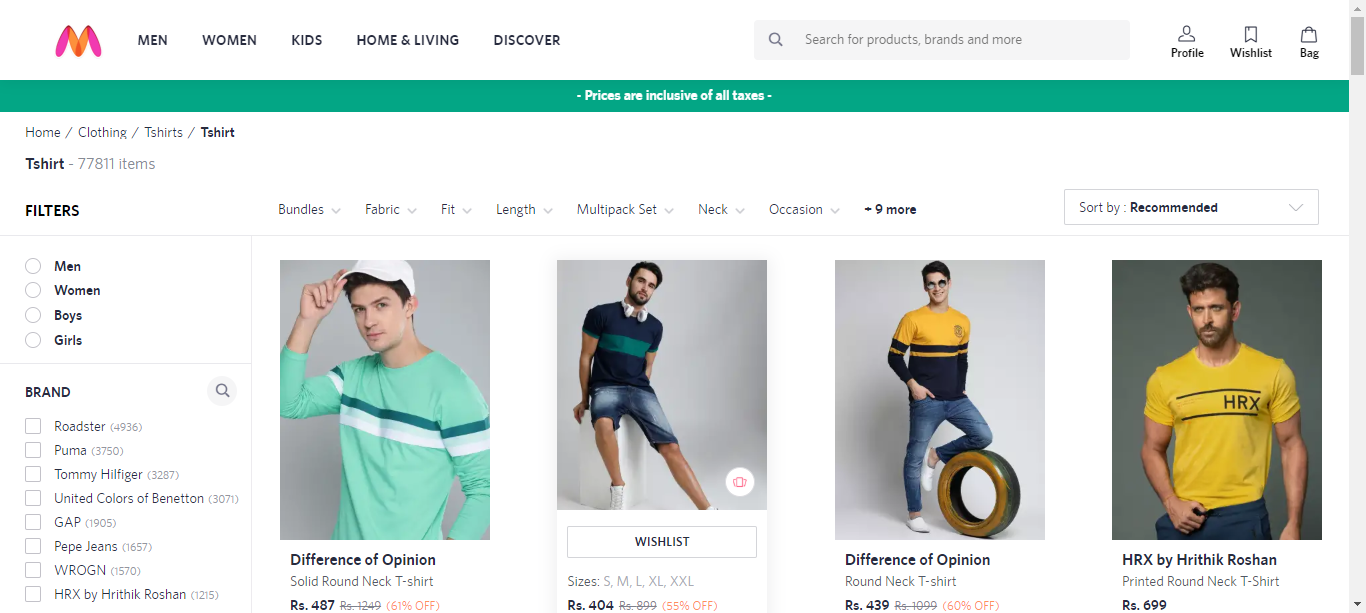 MEN WOMEN KIDS HOME & LIVING DISCOVER Search for products, brands and more Profile Wishlist Bag
- Prices are inclusive of all taxes -
Home / Clothing / Tshirts / Tshirt
Tshirt - 77811 items
FILTERS Bundles Fabric Fit Length Multipack Set Neck Occasion + 9 more Sort by : Recommended
Men
Women
Boys
Girls
BRAND
Roadster (4936)
Puma (3750)
Tommy Hilfiger (3287)
United Colors of Benetton (3071)
GAP (1905)
Pepe Jeans (1657)
WROGN (1570)
HRX by Hrithik Roshan (1215)
HRX
Difference of Opinion
Solid Round Neck T-shirt
Rs. 487 Rs. 1249 (61% OFF)
WISHLIST
Sizes: S, M, L, XL, XXL
Rs. 404 Rs. 899 (55% OFF)
Difference of Opinion
Round Neck T-shirt
Rs. 439 Rs. 1099 (60% OFF)
HRX by Hrithik Roshan
Printed Round Neck T-Shirt
Rs. 699